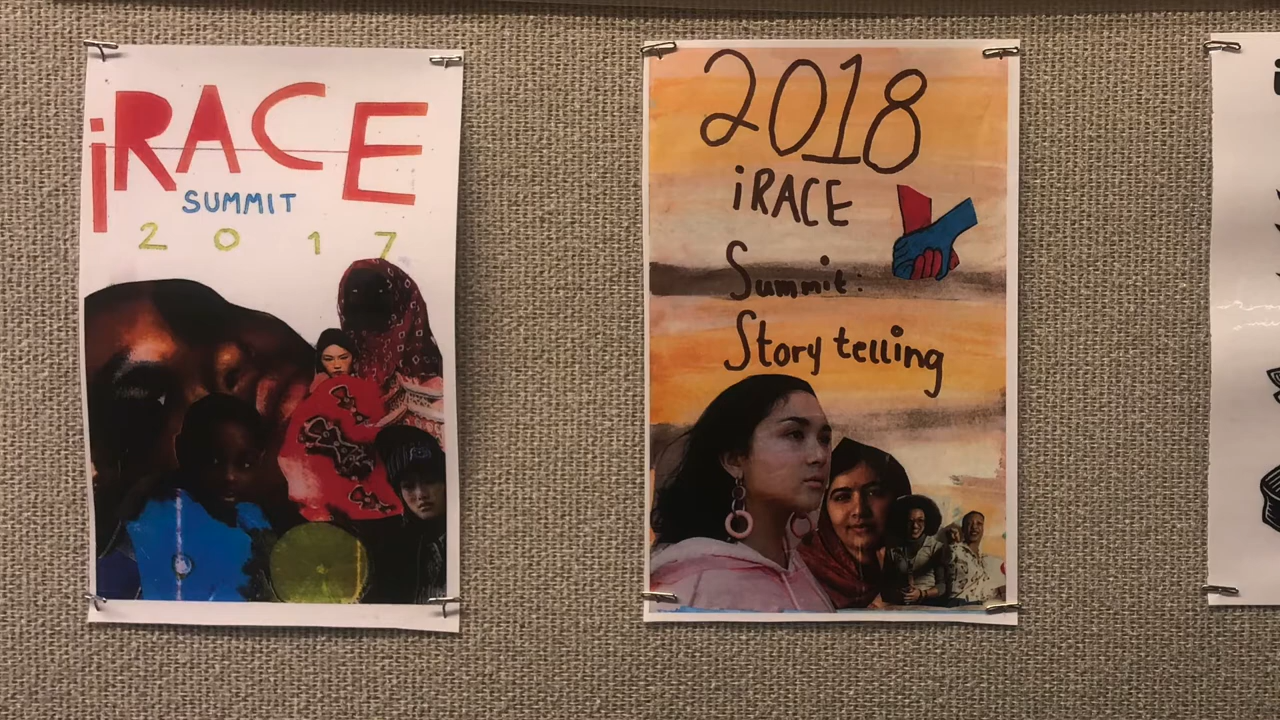 iRACE
SUMMIT
2017
2018
iRACE
Summit:
Story telling